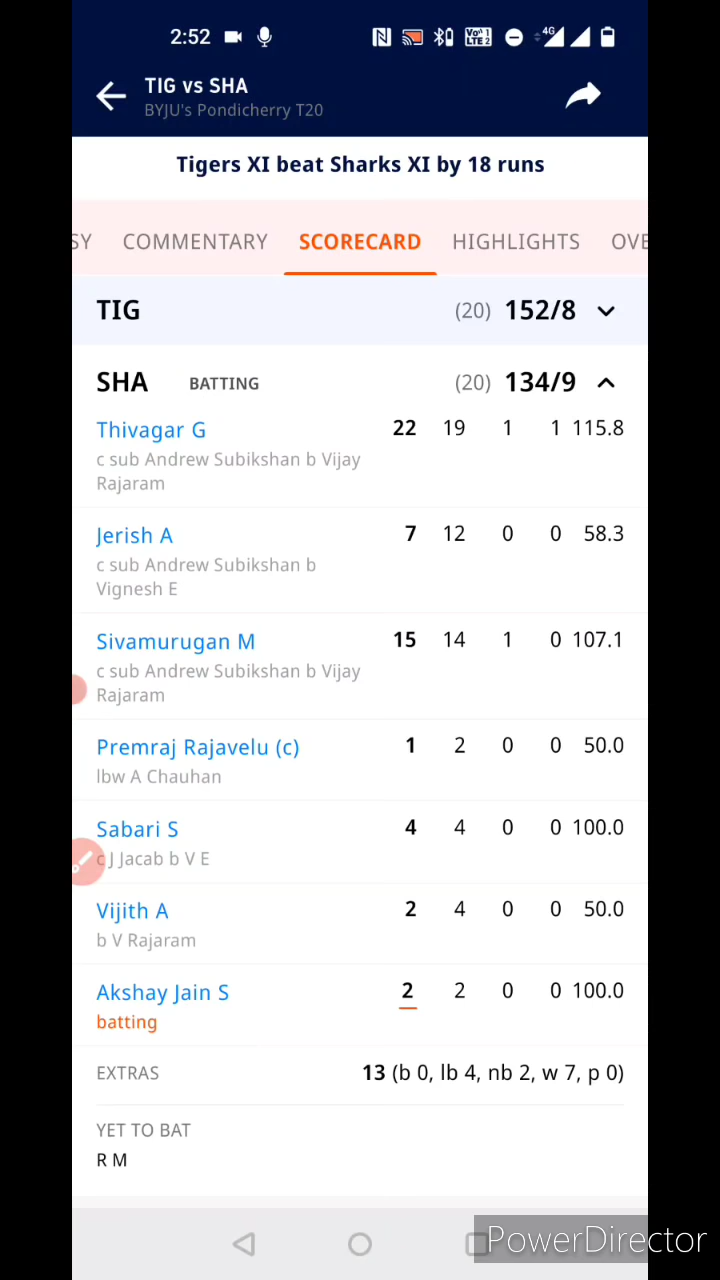 2:52
4G
TIG vs SHA
BYJU's Pondicherry T20
Tigers XI beat Sharks XI by 18 runs
SY COMMENTARY SCORECARD HIGHLIGHTS OVE
TIG (20) 152/8
SHA BATTING (20) 134/9
Thivagar G 22 19 1 1 115.8
c sub Andrew Subikshan b Vijay
Rajaram
Jerish A 7 12 0 0 58.3
c sub Andrew Subikshan b
Vignesh E
Sivamurugan M 15 14 1 0 107.1
c sub Andrew Subikshan b Vijay
Rajaram
Premraj Rajavelu (c) 1 2 0 0 50.0
lbw A Chauhan
Sabari S 4 4 0 0 100.0
c J Jacab b V E
Vijith A 2 4 0 0 50.0
b V Rajaram
Akshay Jain S 2 2 0 0 100.0
batting
EXTRAS 13 (b 0, lb 4, nb 2, w 7, p 0)
YET TO BAT
R M
PowerDirector